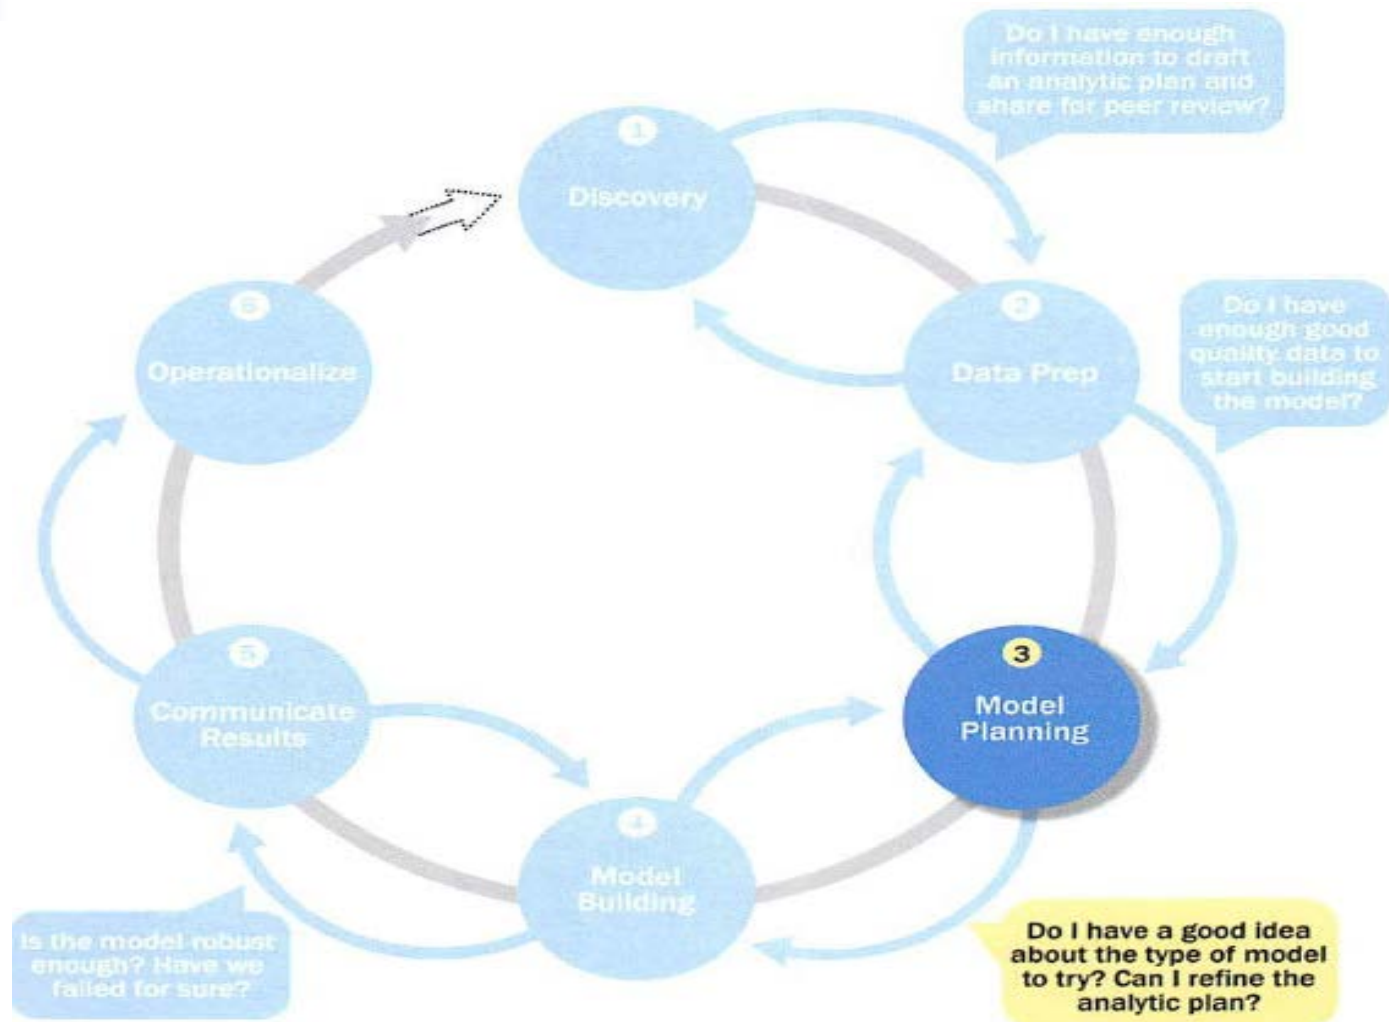 Do I have enough
information to draft
an analytic plan and
share for peer review?
1
Discovery
2
Data Prep
Do I have
enough good
quality data to
start building
the model?
6
Operationalize
3
Model
Planning
5
Communicate
Results
4
Model
Building
Do I have a good idea
about the type of model
to try? Can I refine the
analytic plan?
Is the model robust
enough? Have we
failed for sure?